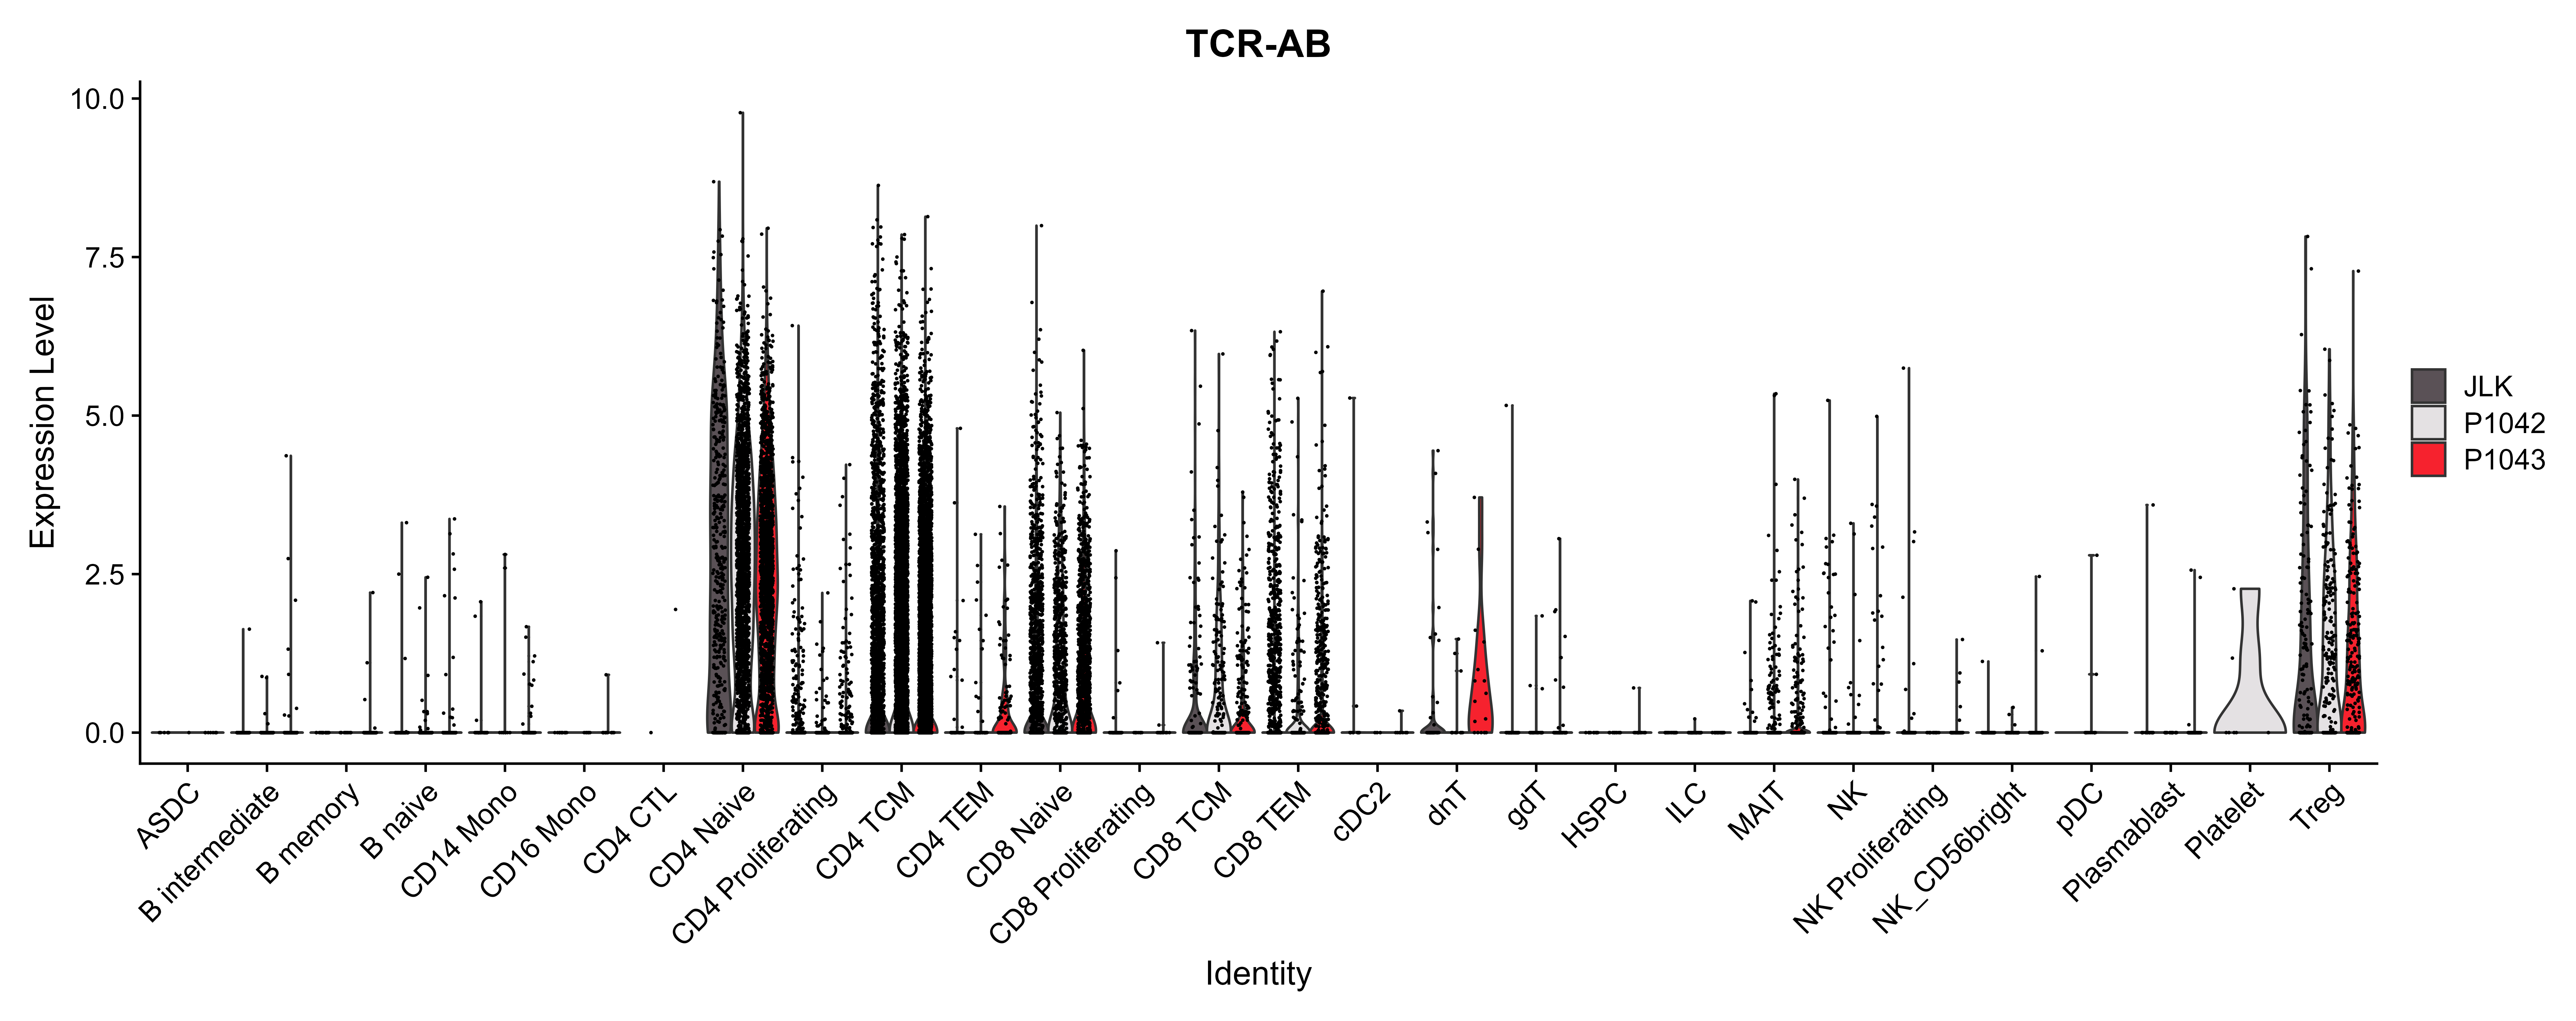 TCR-AB
Expression Level
10.0
7.5
5.0
2.5
0.0
ASDC
B intermediate
B memory
B naive
CD14 Mono
CD16 Mono
CD4 CTL
CD4 Naive
CD4 Proliferating
CD4 TCM
CD4 TEM
CD8 Naive
CD8 Proliferating
CD8 TCM
CD8 TEM
cDC2
dnT
gdT
HSPC
ILC
MAIT
NK
NK Proliferating
NK_CD56bright
pDC
Plasmablast
Platelet
Treg
Identity
JLK
P1042
P1043